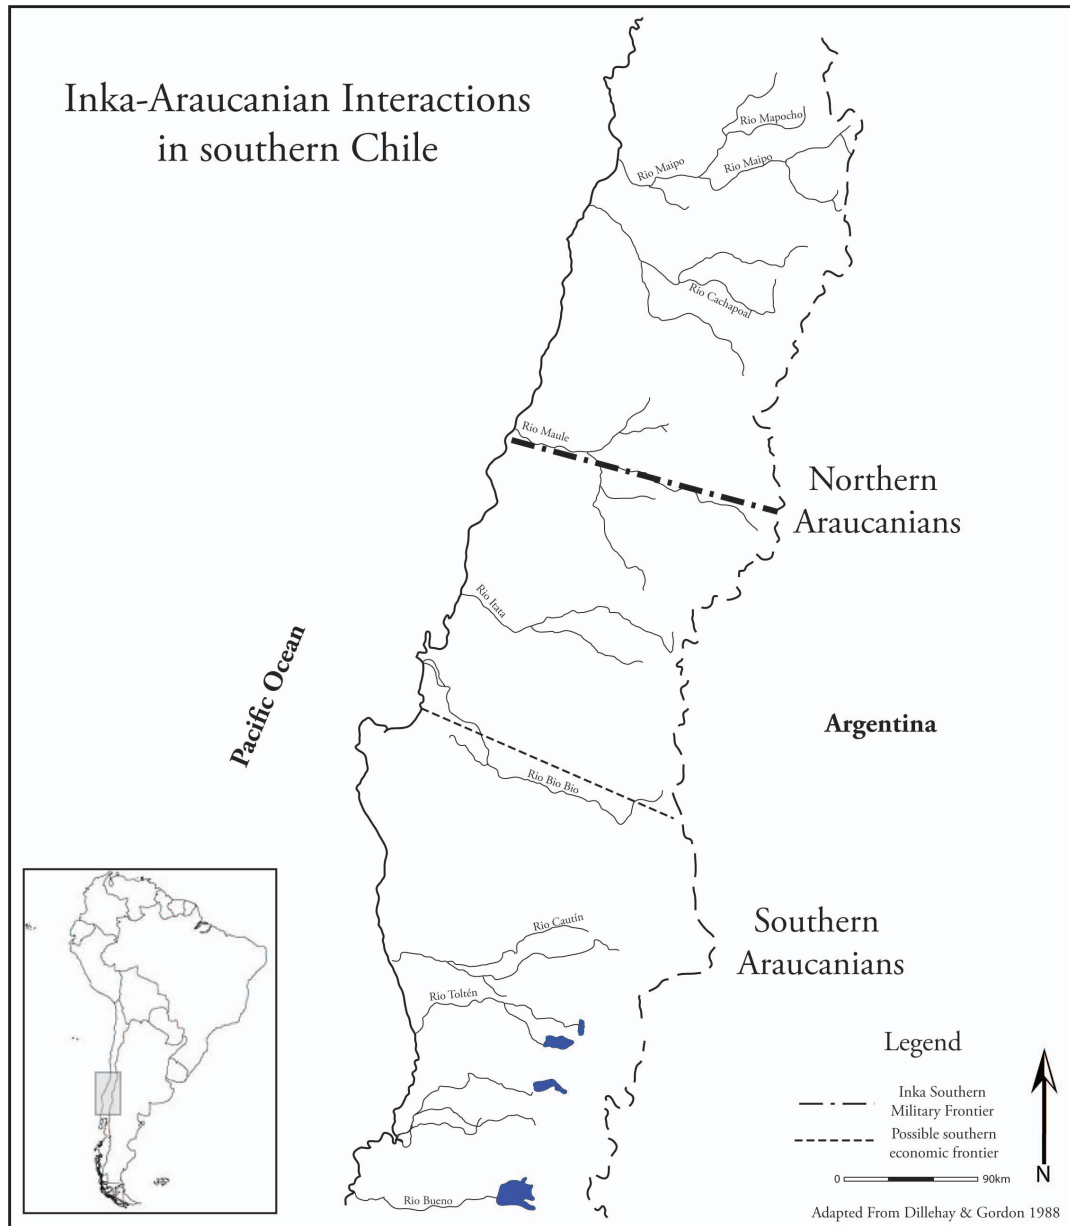 Inka-Araucanian Interactions
in southern Chile
Rio Mapocho
Rio Maipo
Rio Maipo
Rio Cachapoal
Rio Maule
Northern
Araucanians
Rio Itata
Pacific Ocean
Argentina
Rio Bio Bio
Southern
Araucanians
Rio Cautín
Rio Toltén
Rio Bueno
Legend
Inka Southern
Military Frontier
Possible southern
economic frontier
0
90km
N
Adapted From Dillehay & Gordon 1988